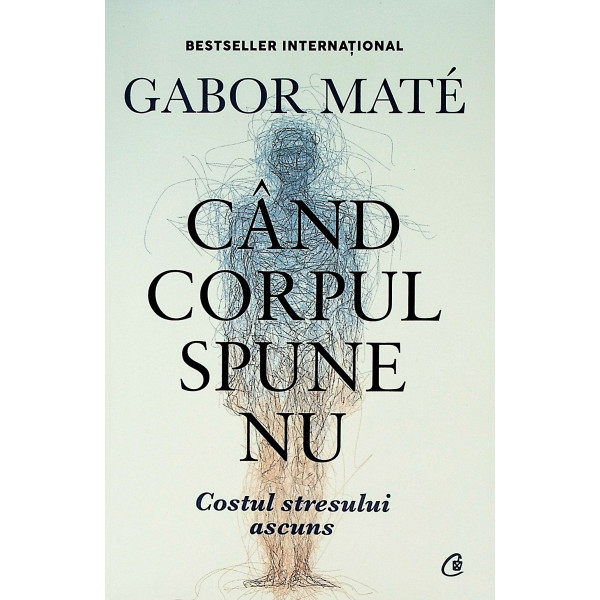 BESTSELLER INTERNAȚIONAL
GABOR MATÉ
CÂND
CORPUL
SPUNE
NU
Costul stresului
ascuns